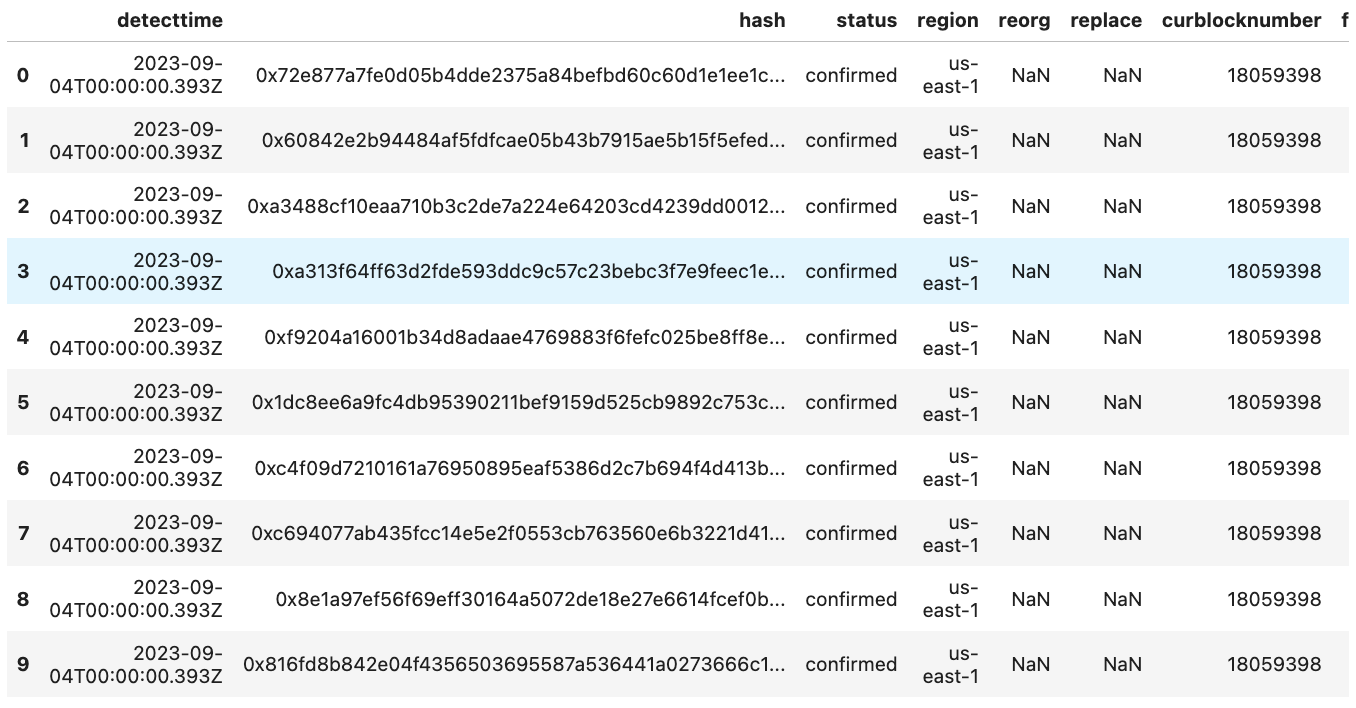 detecttime hash status region reorg replace curblocknumber f
0 2023-09-04T00:00:00.393Z 0x72e877a7fe0d05b4dde2375a84befbd60c60d1e1ee1c... confirmed us-east-1 NaN NaN 18059398
1 2023-09-04T00:00:00.393Z 0x60842e2b94484af5fdfcae05b43b7915ae5b15f5efed... confirmed us-east-1 NaN NaN 18059398
2 2023-09-04T00:00:00.393Z 0xa3488cf10eaa710b3c2de7a224e64203cd4239dd0012... confirmed us-east-1 NaN NaN 18059398
3 2023-09-04T00:00:00.393Z 0xa313f64ff63d2fde593ddc9c57c23bebc3f7e9feec1e... confirmed us-east-1 NaN NaN 18059398
4 2023-09-04T00:00:00.393Z 0xf9204a16001b34d8adaae4769883f6fefc025be8ff8e... confirmed us-east-1 NaN NaN 18059398
5 2023-09-04T00:00:00.393Z 0x1dc8ee6a9fc4db95390211bef9159d525cb9892c753c... confirmed us-east-1 NaN NaN 18059398
6 2023-09-04T00:00:00.393Z 0xc4f09d7210161a76950895eaf5386d2c7b694f4d413b... confirmed us-east-1 NaN NaN 18059398
7 2023-09-04T00:00:00.393Z 0xc694077ab435fcc14e5e2f0553cb763560e6b3221d41... confirmed us-east-1 NaN NaN 18059398
8 2023-09-04T00:00:00.393Z 0x8e1a97ef56f69eff30164a5072de18e27e6614fcef0b... confirmed us-east-1 NaN NaN 18059398
9 2023-09-04T00:00:00.393Z 0x816fd8b842e04f4356503695587a536441a0273666c1... confirmed us-east-1 NaN NaN 18059398